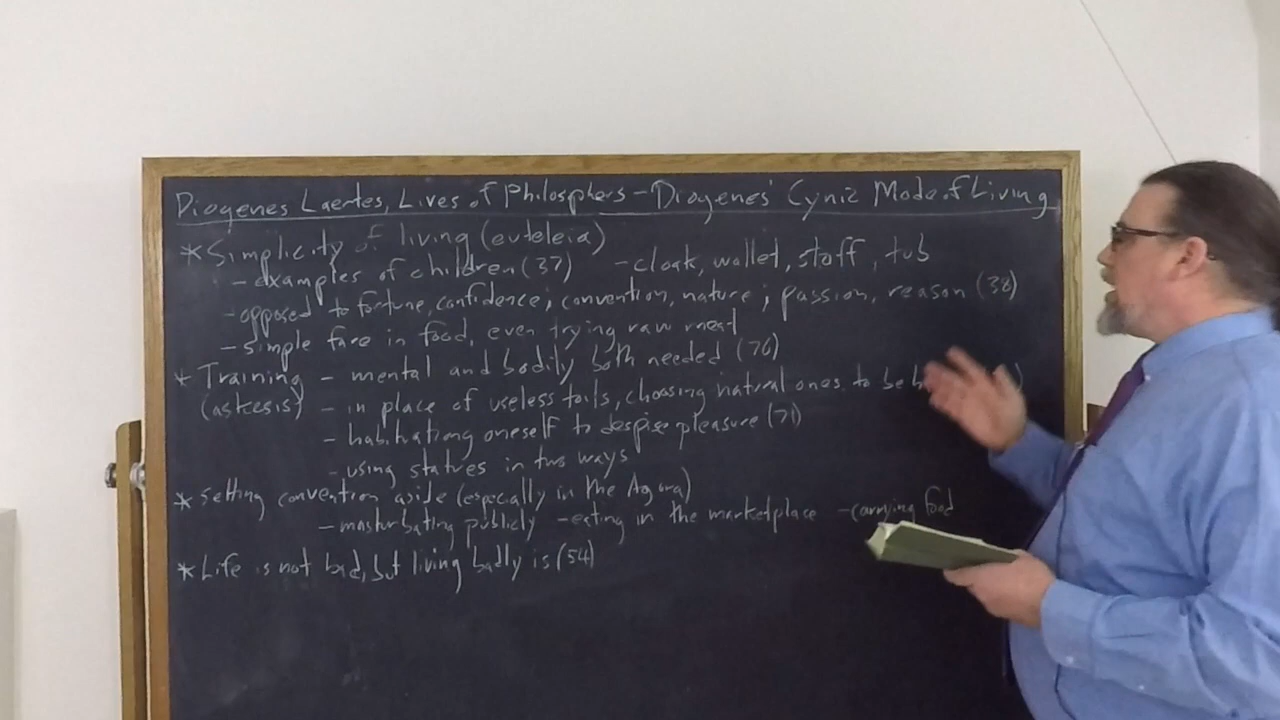 Diogenes Laertes, Lives of Philosphers - Diogenes' Cynic Mode of Living
* Simplicity of living (euteleia)
- examples of children (37) - cloak, wallet, staff, tub
- opposed to fortune, confidence; convention, nature; passion, reason (38)
- simple fare in food, even trying raw meat
* Training - mental and bodily both needed (70)
(askesis) - in place of useless toils, choosing natural ones to be
- habituationg oneself to despise pleasure (71)
- using statues in two ways
* Setting convention aside (especially in the Agora)
- masturbating publicly - eating in the marketplace - carrying food
* Life is not bad, but living badly is (54)